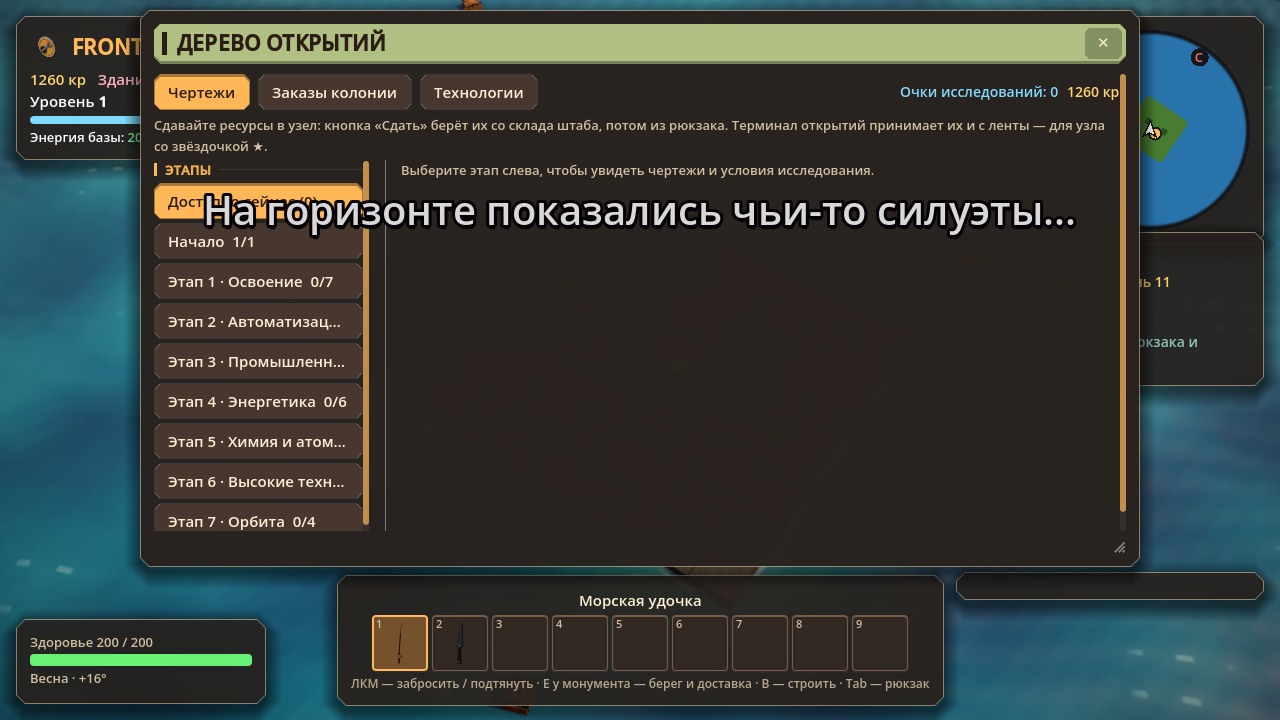 FRONT
1260 кр Здани
Уровень 1
Энергия базы: 20
ДЕРЕВО ОТКРЫТИЙ
×
Чертежи
Заказы колонии
Технологии
Очки исследований: 0 1260 кр
Сдавайте ресурсы в узел: кнопка «Сдать» берёт их со склада штаба, потом из рюкзака. Терминал открытий принимает их и с ленты — для узла
со звёздочкой ★.
ЭТАПЫ
Выберите этап слева, чтобы увидеть чертежи и условия исследования.
На горизонте показались чьи-то силуэты...
Начало 1/1
Этап 1 · Освоение 0/7
Этап 2 · Автоматизац...
Этап 3 · Промышленн...
Этап 4 · Энергетика 0/6
Этап 5 · Химия и атом...
Этап 6 · Высокие техн...
Этап 7 · Орбита 0/4
С
ь 11
кзака и
Здоровье 200 / 200
Весна · +16°
Морская удочка
1 2 3 4 5 6 7 8 9
ЛКМ — забросить / подтянуть · E у монумента — берег и доставка · B — строить · Tab — рюкзак